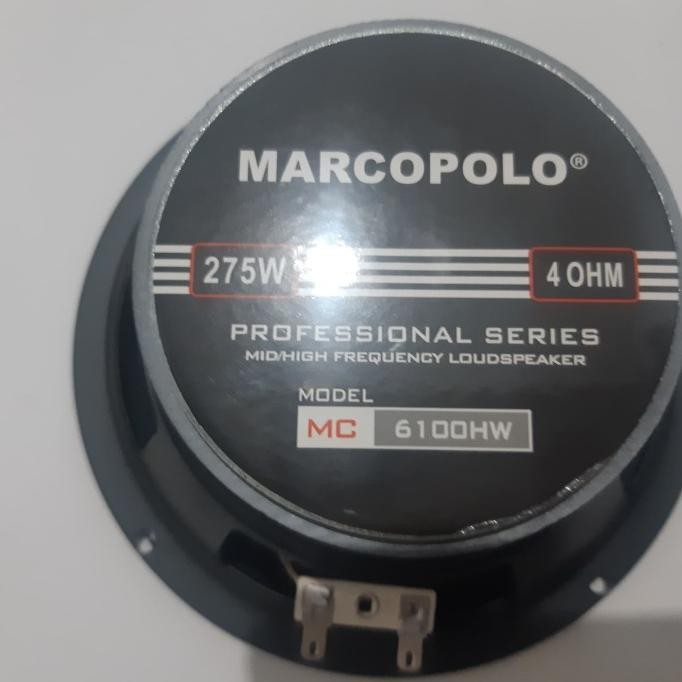 MARCOPOLO®
275W 4 OHM
PROFESSIONAL SERIES
MID/HIGH FREQUENCY LOUDSPEAKER
MODEL
MC 6100HW